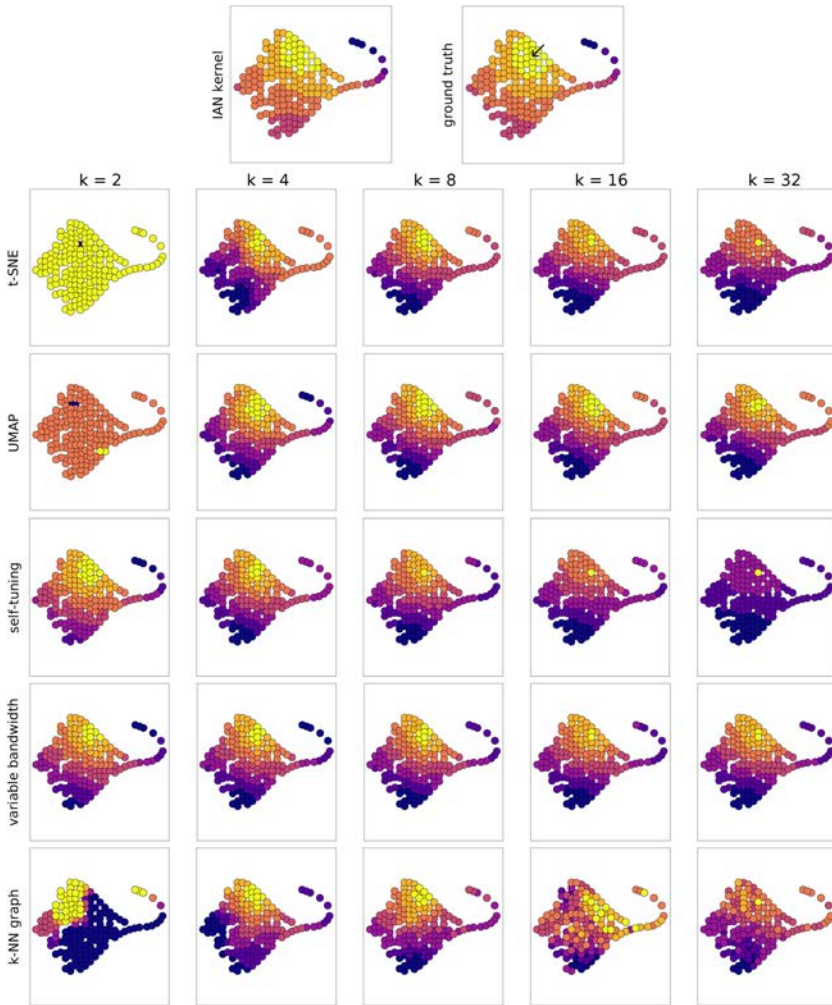 IAN kernel
ground truth
k = 2
k = 4
k = 8
k = 16
k = 32
t-SNE
UMAP
self-tuning
variable bandwidth
k-NN graph